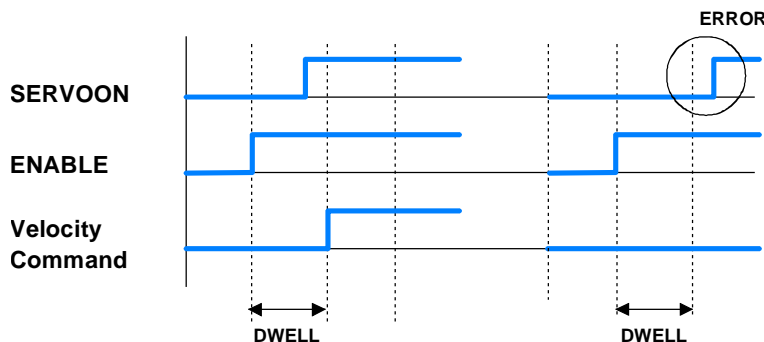 ERROR
SERVOON
ENABLE
Velocity
Command
DWELL
DWELL